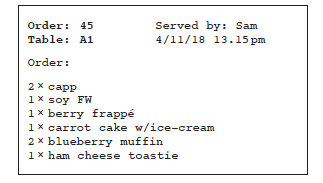 Order: 45 Served by: Sam
Table: A1 4/11/18 13.15pm
Order:
2 × capp
1 × soy FW
1 × berry frappé
1 × carrot cake w/ice-cream
2 × blueberry muffin
1 × ham cheese toastie